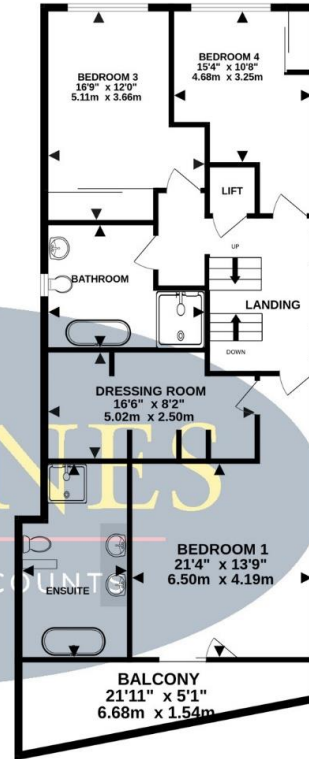 BEDROOM 3
16'9" x 12'0"
5.11m x 3.66m
BEDROOM 4
15'4" x 10'8"
4.68m x 3.25m
LIFT
UP
BATHROOM
LANDING
DOWN
DRESSING ROOM
16'6" x 8'2"
5.02m x 2.50m
NES
BEDROOM 1
21'4" x 13'9"
6.50m x 4.19m
COUNTS
ENSUITE
BALCONY
21'11" x 5'1"
6.68m x 1.54m